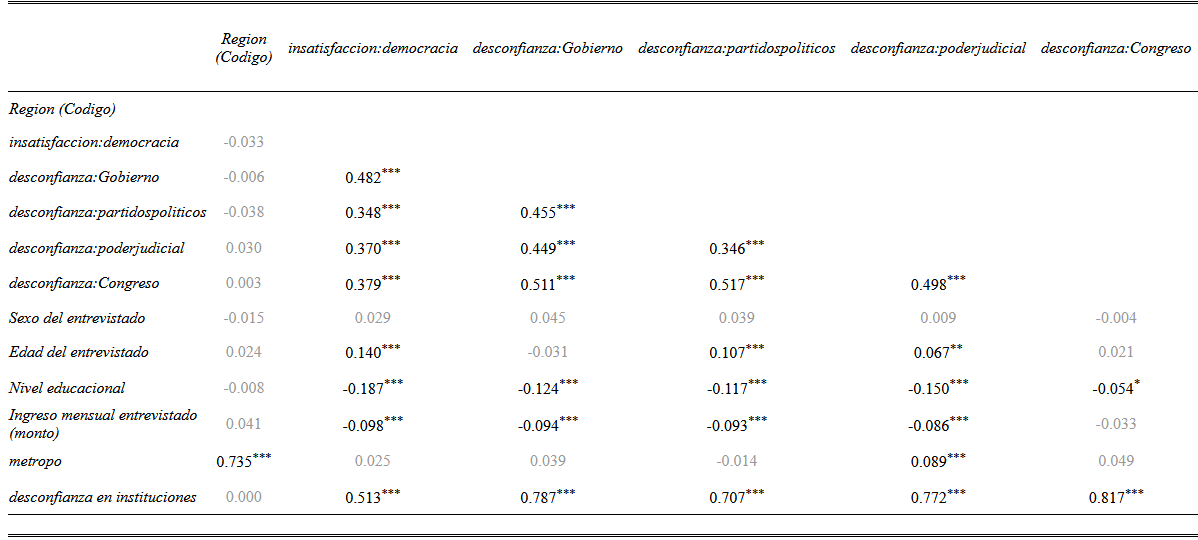 Region (Codigo) insatisfaccion:democracia desconfianza:Gobierno desconfianza:partidospoliticos desconfianza:poderjudicial desconfianza:Congreso
Region (Codigo)
insatisfaccion:democracia -0.033
desconfianza:Gobierno -0.006 0.482***
desconfianza:partidospoliticos -0.038 0.348*** 0.455***
desconfianza:poderjudicial 0.030 0.370*** 0.449*** 0.346***
desconfianza:Congreso 0.003 0.379*** 0.511*** 0.517*** 0.498***
Sexo del entrevistado -0.015 0.029 0.045 0.039 0.009 -0.004
Edad del entrevistado 0.024 0.140*** -0.031 0.107*** 0.067** 0.021
Nivel educacional -0.008 -0.187*** -0.124*** -0.117*** -0.150*** -0.054*
Ingreso mensual entrevistado (monto) 0.041 -0.098*** -0.094*** -0.093*** -0.086*** -0.033
metropo 0.735*** 0.025 0.039 -0.014 0.089*** 0.049
desconfianza en instituciones 0.000 0.513*** 0.787*** 0.707*** 0.772*** 0.817***